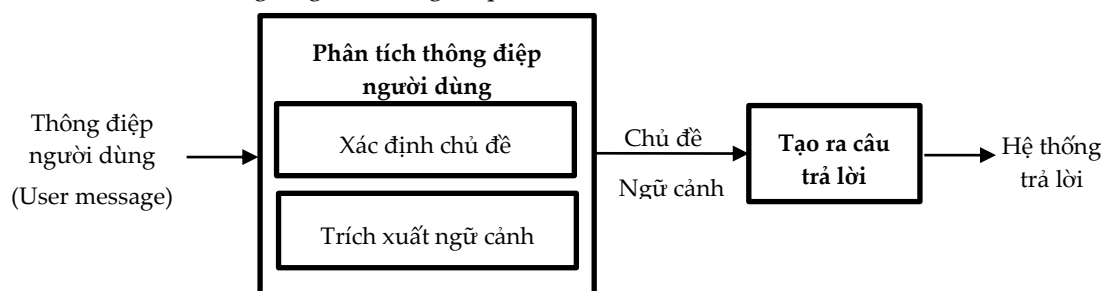 Phân tích thông điệp
người dùng
Thông điệp
người dùng
(User message)
Xác định chủ đề
Trích xuất ngữ cảnh
Chủ đề
Ngữ cảnh
Tạo ra câu
trả lời
Hệ thống
trả lời